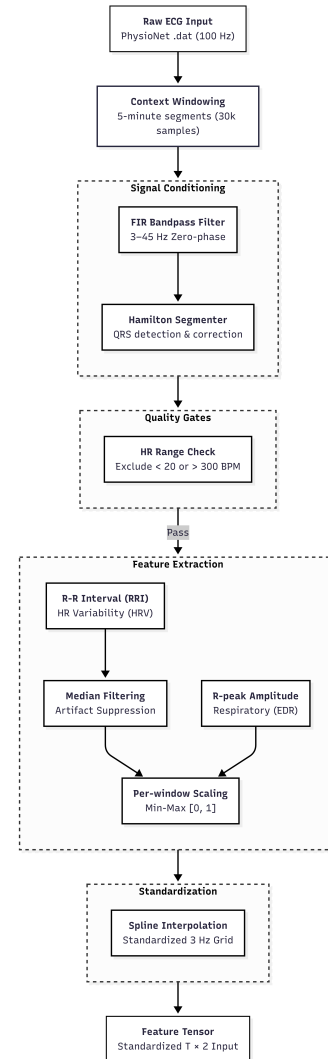 Raw ECG Input
PhysioNet .dat (100 Hz)
Context Windowing
5-minute segments (30k
samples)
Signal Conditioning
FIR Bandpass Filter
3–45 Hz Zero-phase
Hamilton Segmenter
QRS detection & correction
Quality Gates
HR Range Check
Exclude < 20 or > 300 BPM
Pass
Feature Extraction
R-R Interval (RRI)
HR Variability (HRV)
Median Filtering
Artifact Suppression
R-peak Amplitude
Respiratory (EDR)
Per-window Scaling
Min-Max [0, 1]
Standardization
Spline Interpolation
Standardized 3 Hz Grid
Feature Tensor
Standardized T × 2 Input